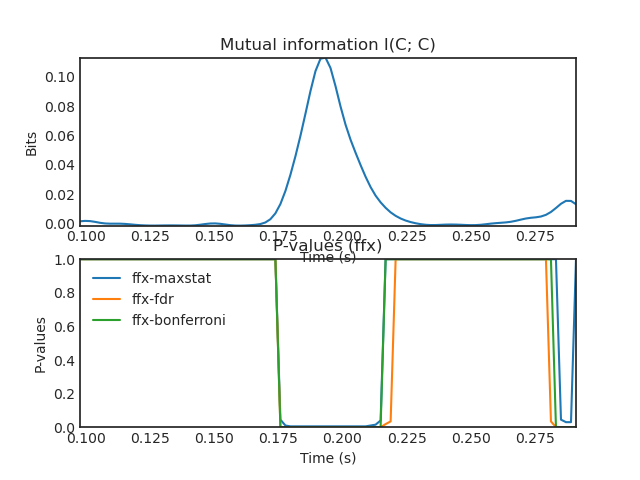 Mutual information I(C; C)
Bits
0.10
0.08
0.06
0.04
0.02
0.00
0.100 0.125 0.150 0.175 0.200 0.225 0.250 0.275
Time (s)
P-values (ffx)
P-values
1.0
0.8
0.6
0.4
0.2
0.0
ffx-maxstat
ffx-fdr
ffx-bonferroni
0.100 0.125 0.150 0.175 0.200 0.225 0.250 0.275
Time (s)